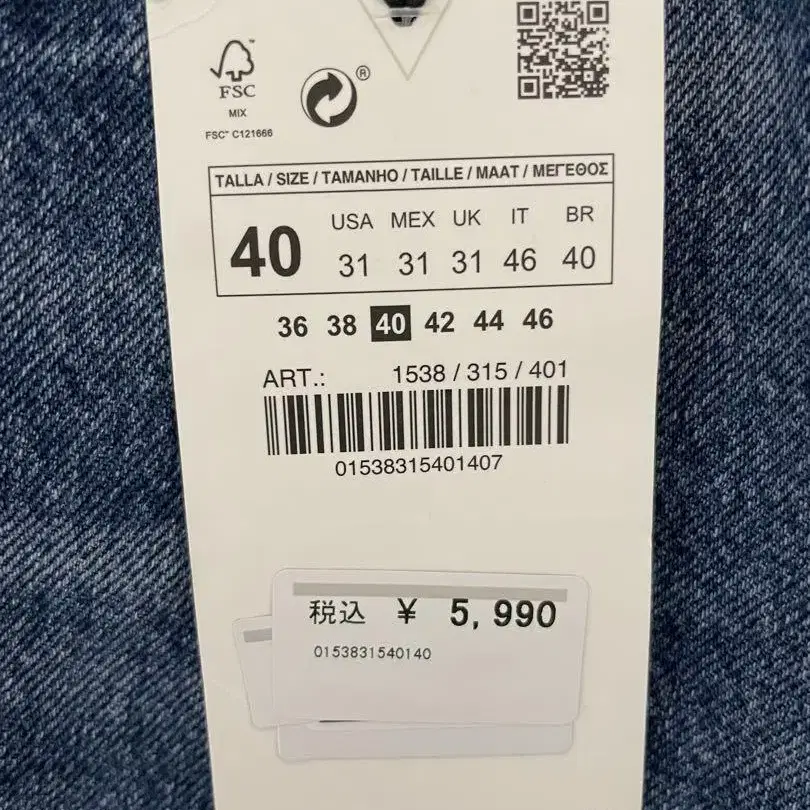 FSC
MIX
FSC™ C121666
®
TALLA / SIZE / TAMANHO / TAILLE / MAAT / ΜΕΓΕΘΟΣ
40
USA MEX UK IT BR
31 31 31 46 40
36 38 40 42 44 46
ART.: 1538 / 315 / 401
01538315401407
税込 ¥ 5,990
0153831540140